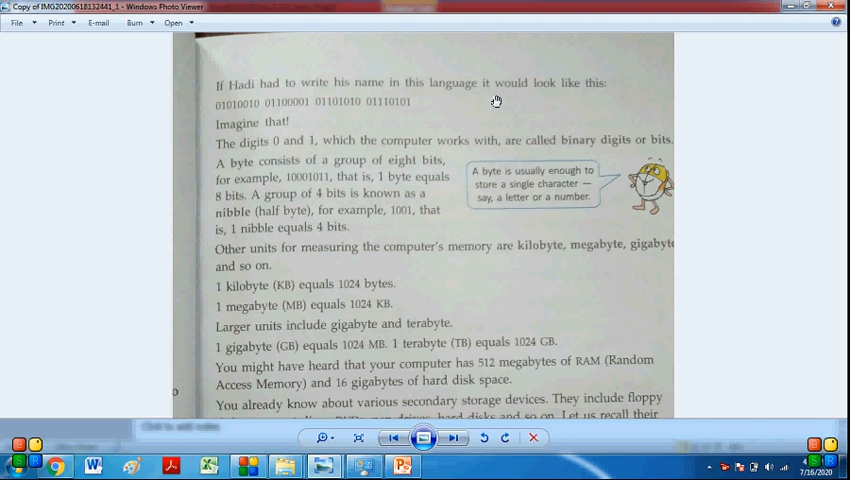 Copy of IMG20200618132441_1 - Windows Photo Viewer
File Print E-mail Burn Open
If Hadi had to write his name in this language it would look like this:
01010010 01100001 01101010 01110101
Imagine that!
The digits 0 and 1, which the computer works with, are called binary digits or bits.
A byte consists of a group of eight bits,
for example, 10001011, that is, 1 byte equals
8 bits. A group of 4 bits is known as a
nibble (half byte), for example, 1001, that
is, 1 nibble equals 4 bits.
A byte is usually enough to
store a single character —
say, a letter or a number.
Other units for measuring the computer's memory are kilobyte, megabyte, gigabyte
and so on.
1 kilobyte (KB) equals 1024 bytes.
1 megabyte (MB) equals 1024 KB.
Larger units include gigabyte and terabyte.
1 gigabyte (GB) equals 1024 MB. 1 terabyte (TB) equals 1024 GB.
You might have heard that your computer has 512 megabytes of RAM (Random
Access Memory) and 16 gigabytes of hard disk space.
You already know about various secondary storage devices. They include floppy
hard disks and so on. Let us recall their
Click to add notes
7/16/2020